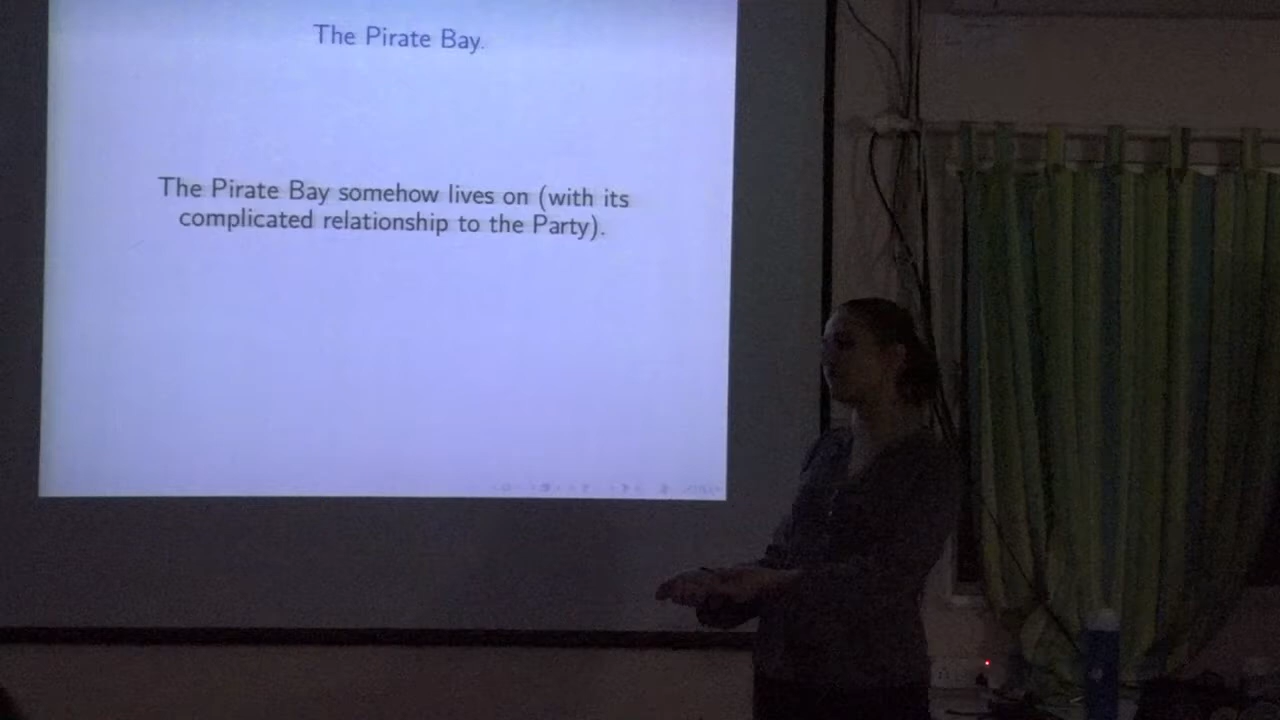 The Pirate Bay.
The Pirate Bay somehow lives on (with its
complicated relationship to the Party).